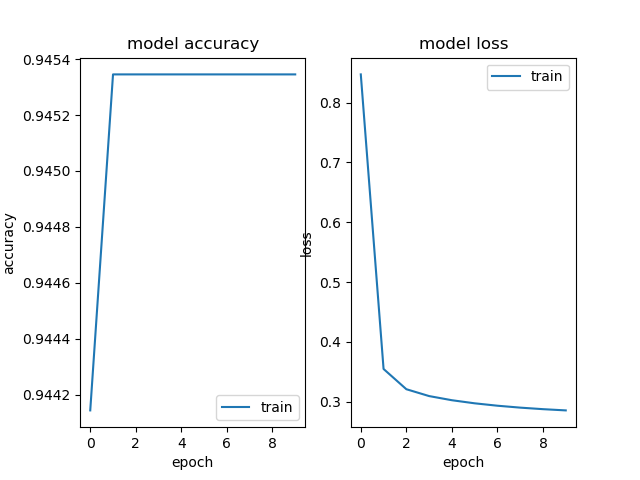 model accuracy
0.9454
0.9452
0.9450
0.9448
0.9446
0.9444
0.9442
accuracy
0 2 4 6 8
epoch
train
model loss
0.8
0.7
0.6
0.5
0.4
0.3
loss
0 2 4 6 8
epoch
train